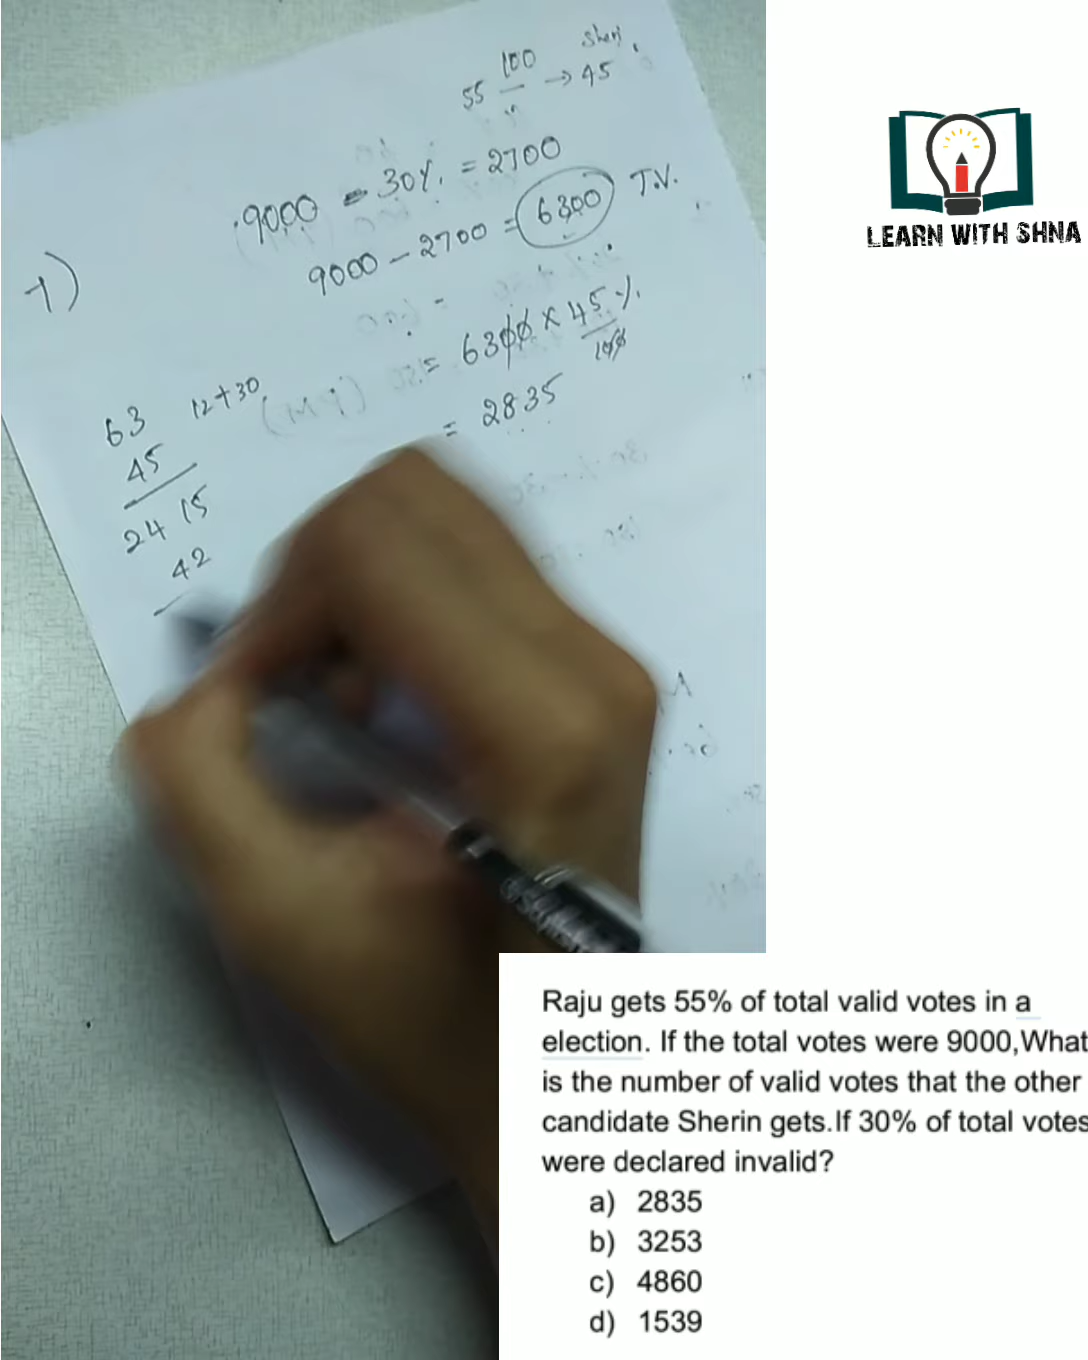 Sheri
100
55 — → 45
9000 - 30%. = 2700
9000 - 2700 = 6300 T.V.
1)
= 6300 x 45 %.
100
= 2835
63 12+30
45
24 15
42
LEARN WITH SHNA
Raju gets 55% of total valid votes in a
election. If the total votes were 9000,What
is the number of valid votes that the other
candidate Sherin gets.If 30% of total votes
were declared invalid?
a) 2835
b) 3253
c) 4860
d) 1539